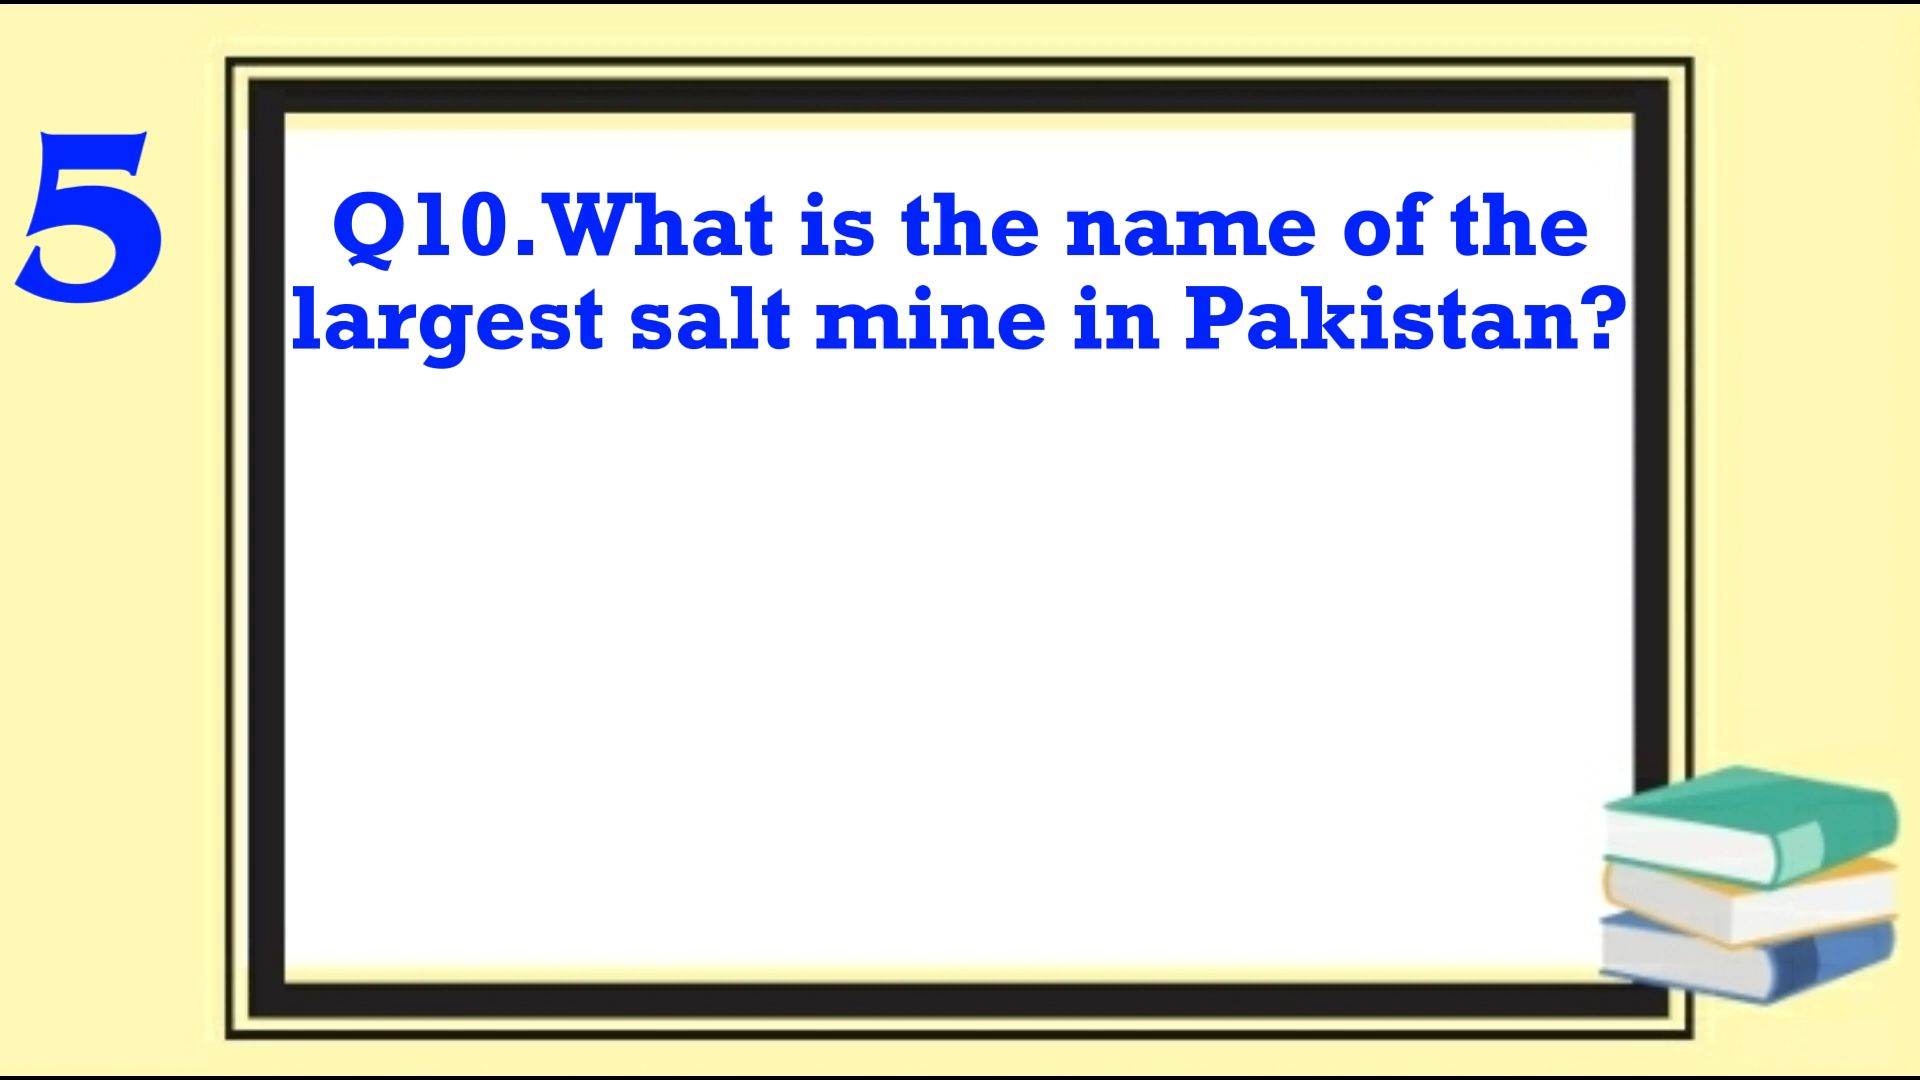 5
Q10.What is the name of the
largest salt mine in Pakistan?